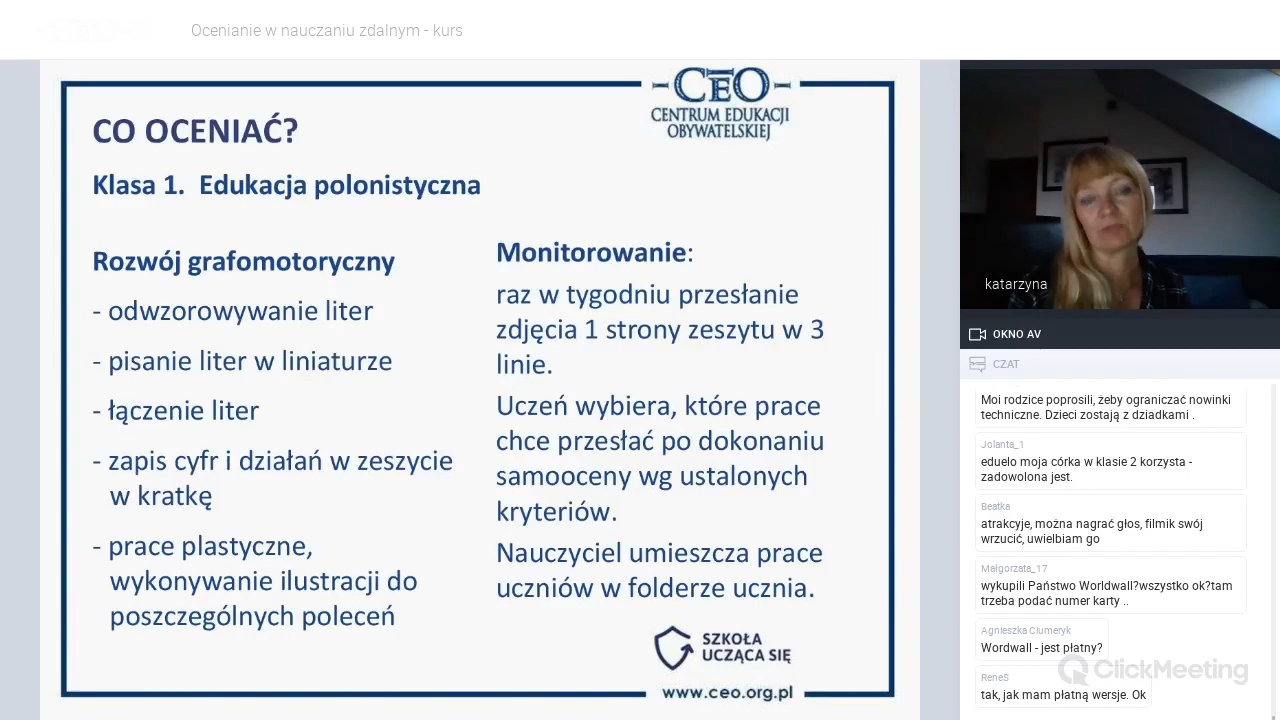 Ocenianie w nauczaniu zdalnym - kurs
CEO
CENTRUM EDUKACJI
OBYWATELSKIEJ
CO OCENIAĆ?
Klasa 1. Edukacja polonistyczna
Rozwój grafomotoryczny
- odwzorowywanie liter
- pisanie liter w liniaturze
- łączenie liter
- zapis cyfr i działań w zeszycie
w kratkę
- prace plastyczne,
wykonywanie ilustracji do
poszczególnych poleceń
Monitorowanie:
raz w tygodniu przesłanie
zdjęcia 1 strony zeszytu w 3
linie.
Uczeń wybiera, które prace
chce przesłać po dokonaniu
samooceny wg ustalonych
kryteriów.
Nauczyciel umieszcza prace
uczniów w folderze ucznia.
SZKOŁA
UCZĄCA SIĘ
www.ceo.org.pl
katarzyna
OKNO AV
CZAT
Moi rodzice poprosili, żeby ograniczać nowinki
techniczne. Dzieci zostają z dziadkami .
Jolanta_1
eduelo moja córka w klasie 2 korzysta -
zadowolona jest.
Beatka
atrakcyje, można nagrać głos, filmik swój
wrzucić, uwielbiam go
Małgorzata_17
wykupili Państwo Worldwall?wszystko ok?tam
trzeba podać numer karty ..
Agnieszka Ciumeryk
Wordwall - jest płatny?
ReneS
tak, jak mam płatną wersje. Ok
ClickMeeting